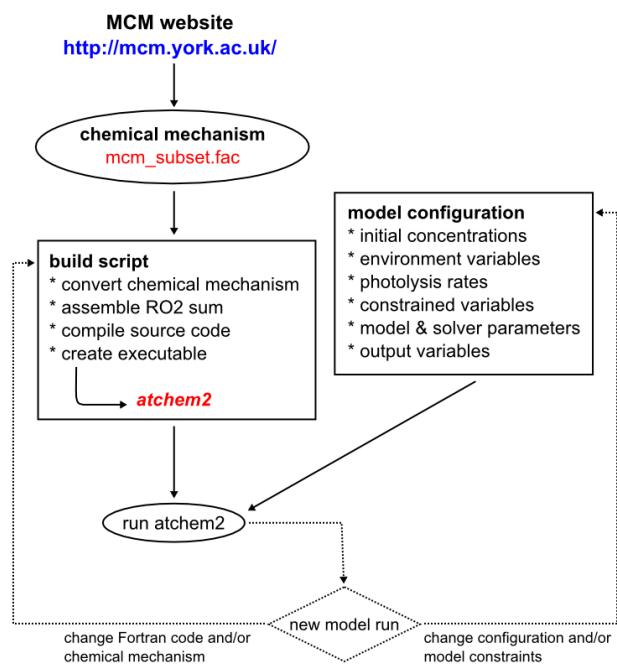 MCM website
http://mcm.york.ac.uk/
chemical mechanism
mcm_subset.fac
build script
* convert chemical mechanism
* assemble RO2 sum
* compile source code
* create executable
atchem2
model configuration
* initial concentrations
* environment variables
* photolysis rates
* constrained variables
* model & solver parameters
* output variables
run atchem2
new model run
change Fortran code and/or
chemical mechanism
change configuration and/or
model constraints